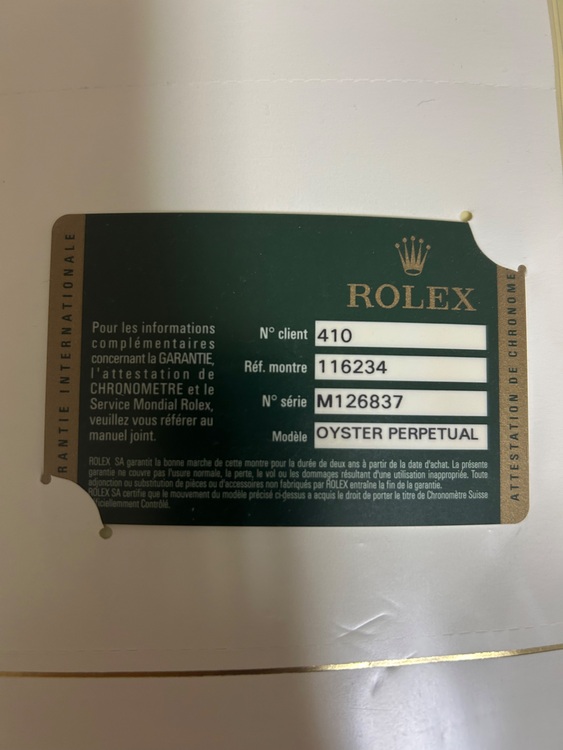 RANTIE INTERNATIONALE
ROLEX
Pour les informations
complémentaires
concernant la GARANTIE,
l'attestation de
CHRONOMETRE et le
Service Mondial Rolex,
veuillez vous référer au
manuel joint.
N° client 410
Réf. montre 116234
N° série M126837
Modèle OYSTER PERPETUAL
ROLEX SA garantit la bonne marche de cette montre pour la durée de deux ans à partir de la date d'achat. La présente
garantie ne couvre pas l'usure normale, la perte, le vol ou les dommages résultant d'une utilisation inappropriée. Toute
adjonction ou substitution de pièces ou d'accessoires non fabriqués par ROLEX entraîne la fin de la garantie.
ROLEX SA certifie que le mouvement du modèle précisé ci-dessus a acquis le droit de porter le titre de Chronomètre Suisse
fficiellement Contrôlé.
ATTESTATION DE CHRONOME